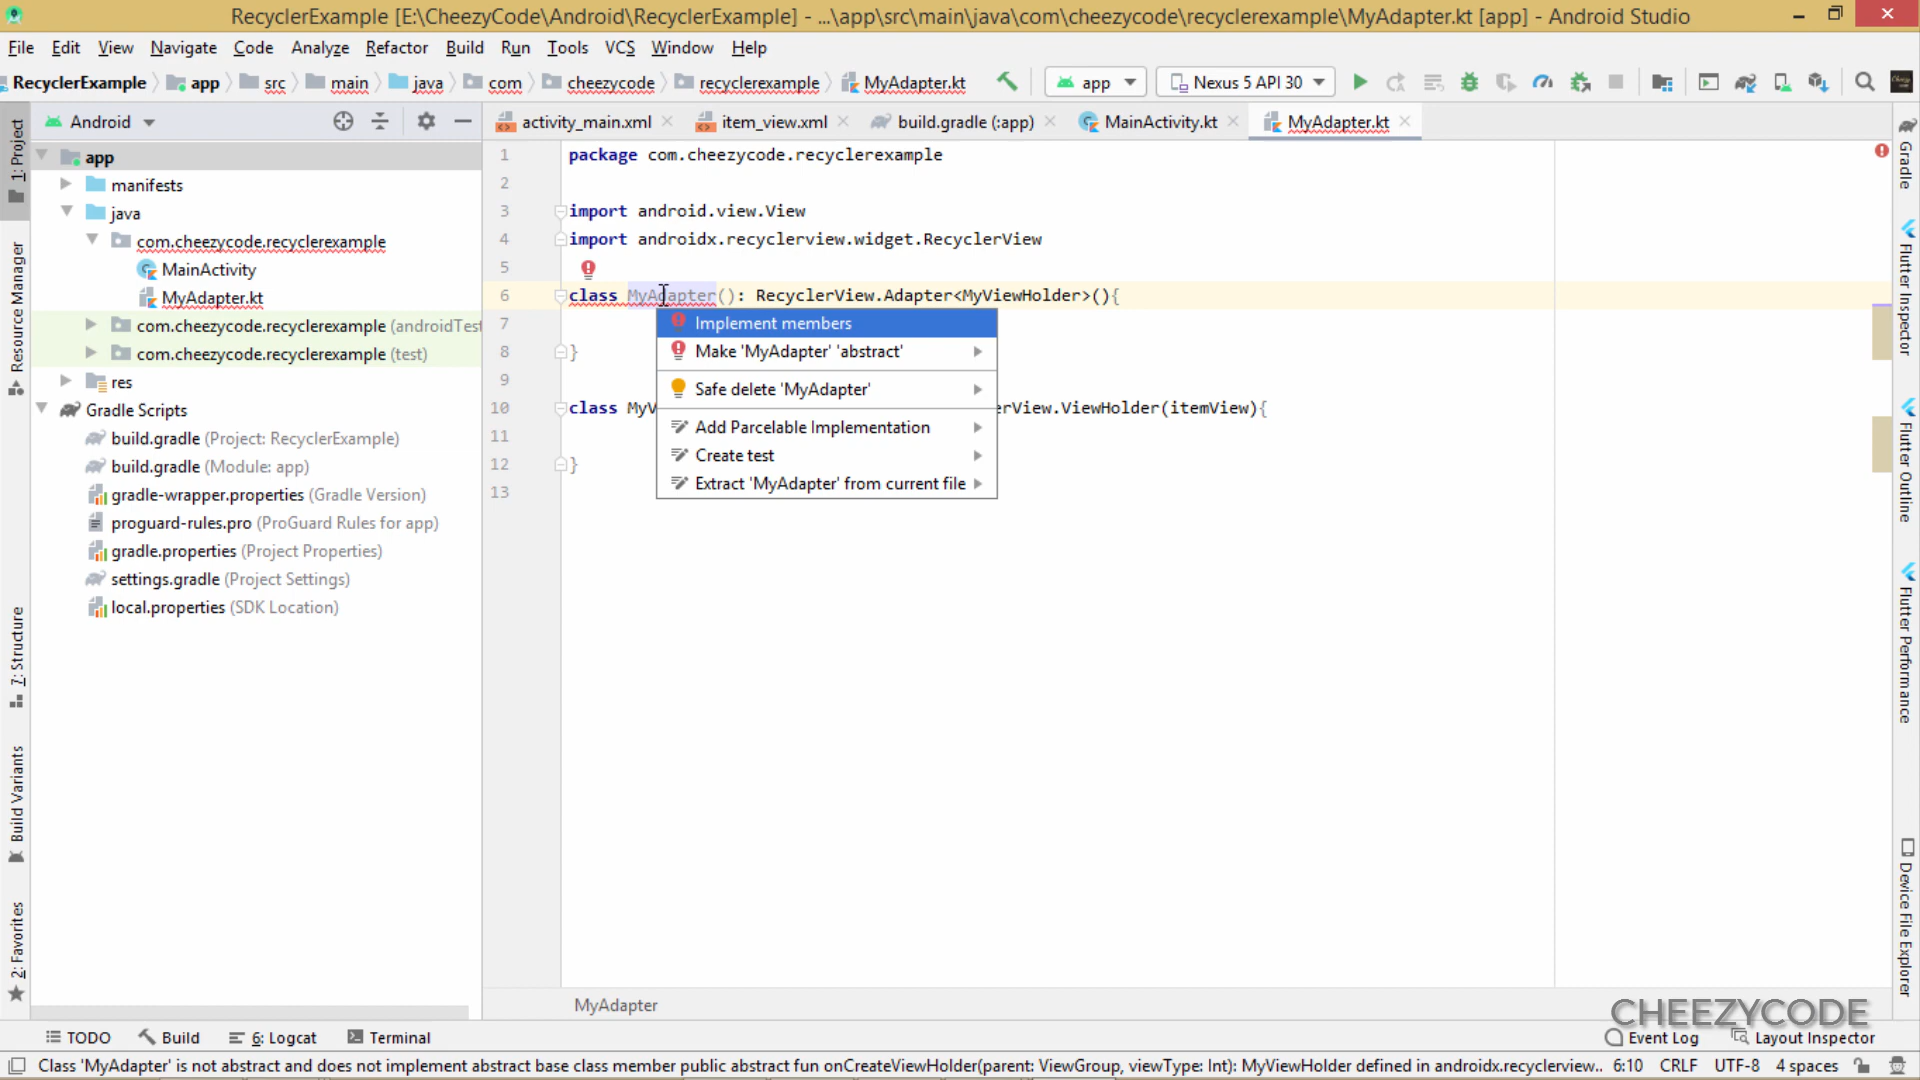 RecyclerExample [E:\CheezyCode\Android\RecyclerExample] - ...\app\src\main\java\com\cheezycode\recyclerexample\MyAdapter.kt [app] - Android Studio
File Edit View Navigate Code Analyze Refactor Build Run Tools VCS Window Help
RecyclerExample app src main java com cheezycode recyclerexample MyAdapter.kt app Nexus 5 API 30
Android activity_main.xml item_view.xml build.gradle (:app) MainActivity.kt MyAdapter.kt
app
manifests
java
com.cheezycode.recyclerexample
MainActivity
MyAdapter.kt
com.cheezycode.recyclerexample (androidTest
com.cheezycode.recyclerexample (test)
res
Gradle Scripts
build.gradle (Project: RecyclerExample)
build.gradle (Module: app)
gradle-wrapper.properties (Gradle Version)
proguard-rules.pro (ProGuard Rules for app)
gradle.properties (Project Properties)
settings.gradle (Project Settings)
local.properties (SDK Location)
1 package com.cheezycode.recyclerexample
2
3 import android.view.View
4 import androidx.recyclerview.widget.RecyclerView
5
6 class MyAdapter(): RecyclerView.Adapter<MyViewHolder>(){
7
8 }
9
10 class MyV erView.ViewHolder(itemView){
11
12 }
13
Implement members
Make 'MyAdapter' 'abstract'
Safe delete 'MyAdapter'
Add Parcelable Implementation
Create test
Extract 'MyAdapter' from current file
1: Project
Resource Manager
7: Structure
Build Variants
2: Favorites
Gradle
Flutter Inspector
Flutter Outline
Flutter Performance
Device File Explorer
MyAdapter
CHEEZYCODE
TODO Build 6: Logcat Terminal Event Log Layout Inspector
Class 'MyAdapter' is not abstract and does not implement abstract base class member public abstract fun onCreateViewHolder(parent: ViewGroup, viewType: Int): MyViewHolder defined in androidx.recyclerview... 6:10 CRLF UTF-8 4 spaces